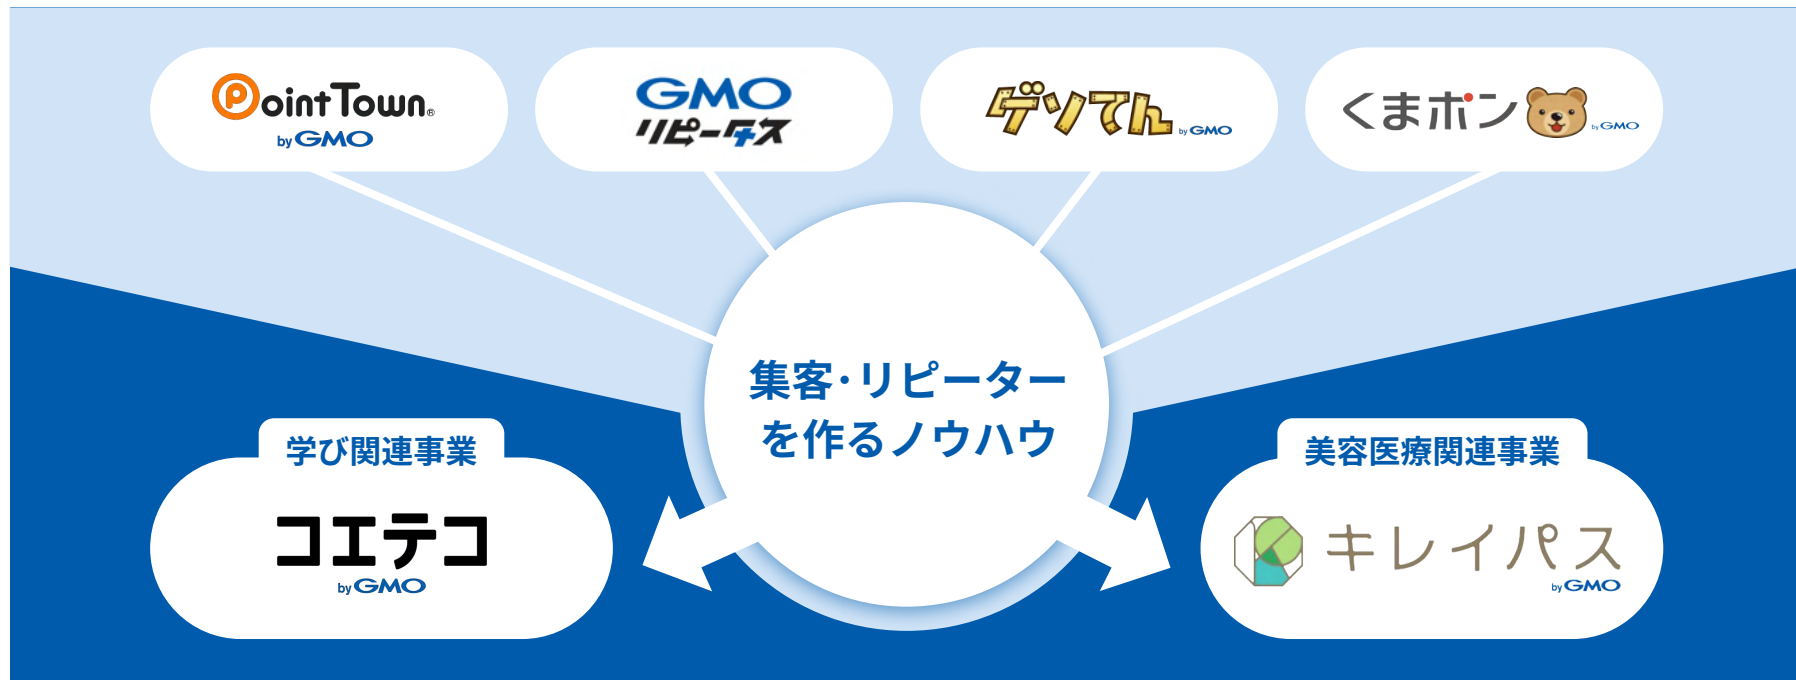 PointTown®
by GMO
GMO
リピータス
ゲソてん by GMO
くまポン by GMO
集客・リピーター
を作るノウハウ
学び関連事業
コエテコ
by GMO
美容医療関連事業
キレイパス
by GMO